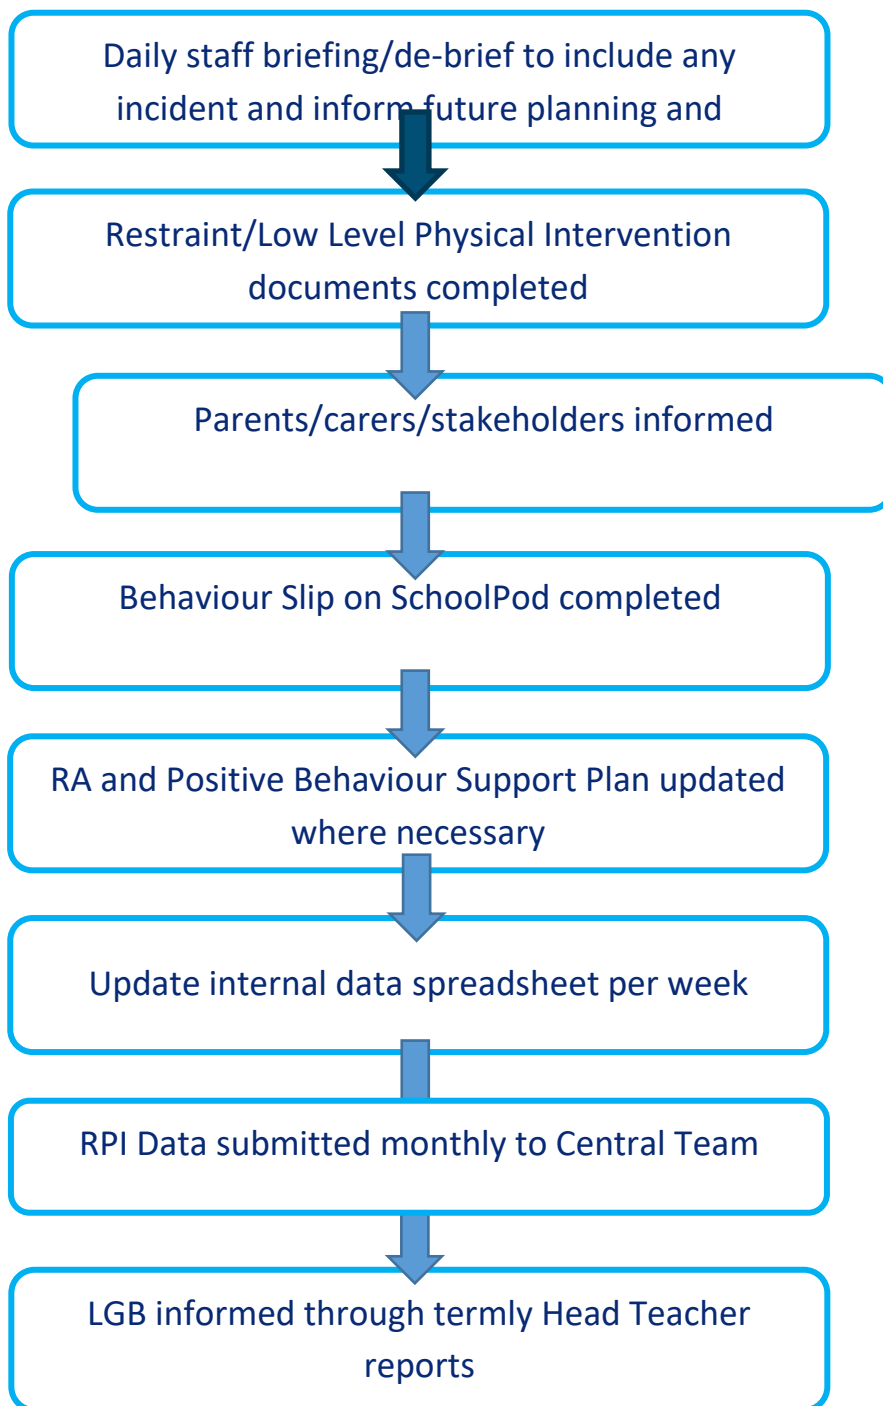 Daily staff briefing/de-brief to include any
incident and inform future planning and
Restraint/Low Level Physical Intervention
documents completed
Parents/carers/stakeholders informed
Behaviour Slip on SchoolPod completed
RA and Positive Behaviour Support Plan updated
where necessary
Update internal data spreadsheet per week
RPI Data submitted monthly to Central Team
LGB informed through termly Head Teacher
reports